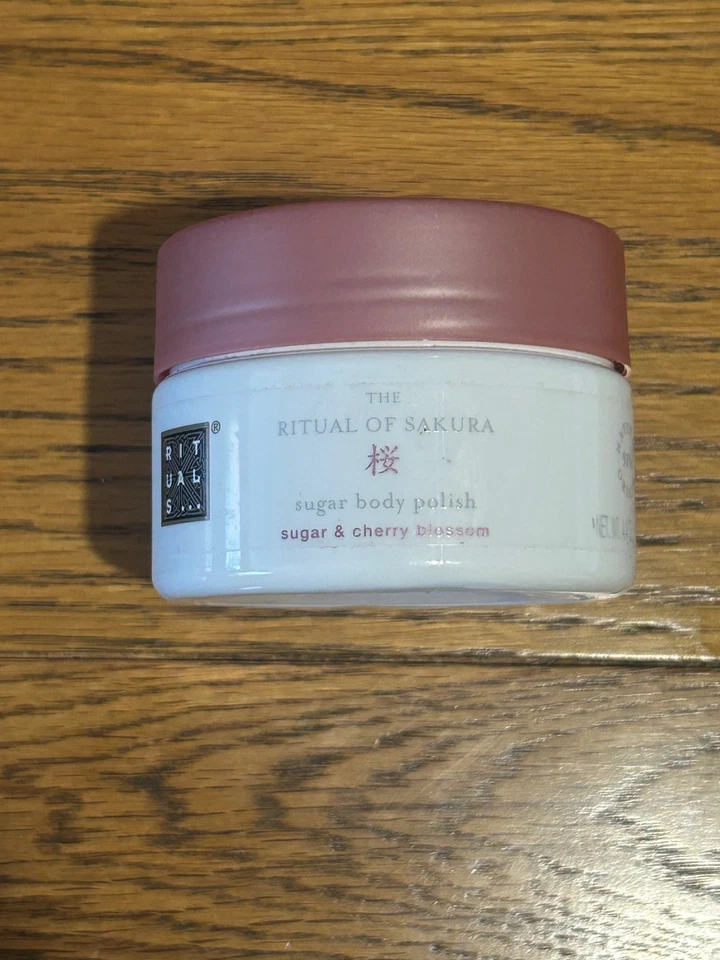 RIT
UAL
S...
®
THE
RITUAL OF SAKURA
桜
sugar body polish
sugar & cherry blossom